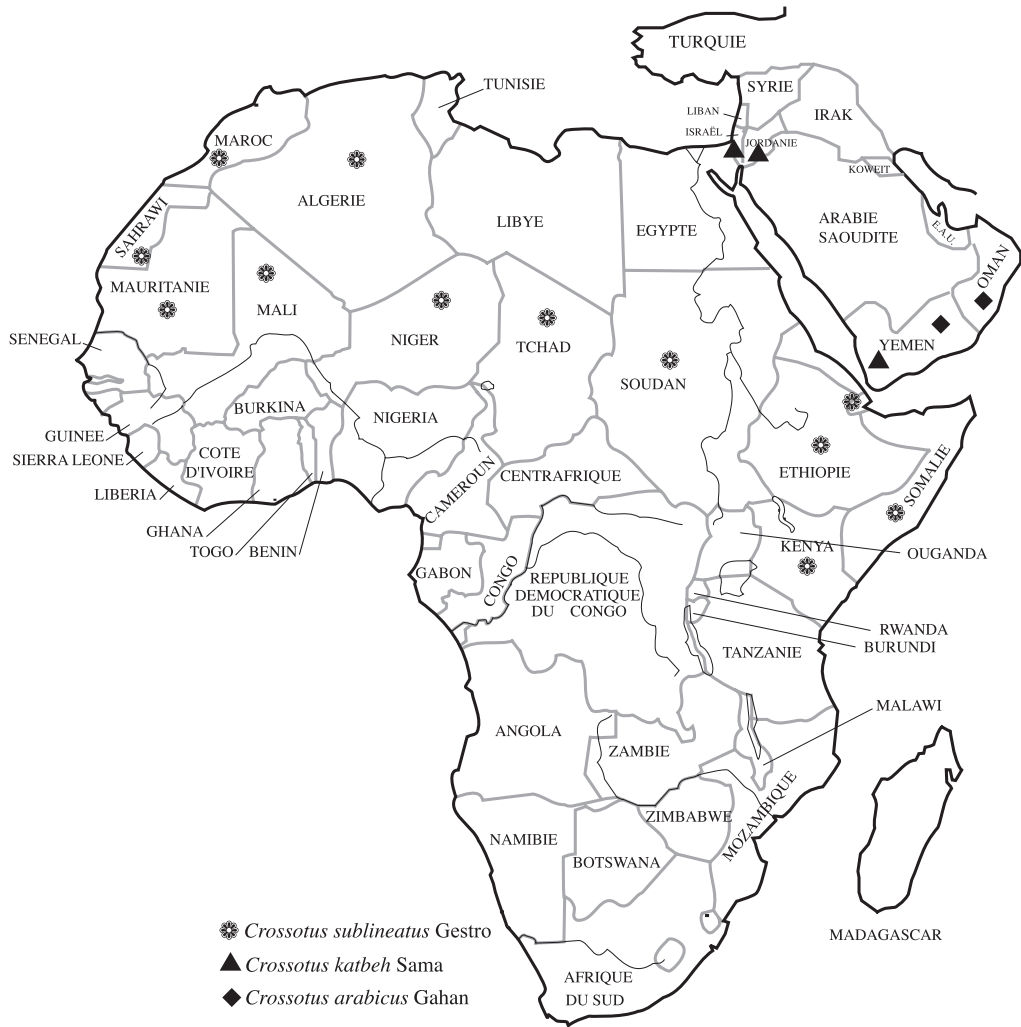 TURQUIE
SYRIE
TUNISIE
LIBAN
IRAK
ISRAËL
MAROC
JORDANIE
KOWEIT
ALGERIE
SAHRAWI
LIBYE
EGYPTE
ARABIE
SAOUDITE
E.A.U.
OMAN
MAURITANIE
MALI
NIGER
TCHAD
SOUDAN
YEMEN
SENEGAL
BURKINA
NIGERIA
GUINEE
SIERRA LEONE
COTE
D'IVOIRE
LIBERIA
CAMEROUN
CENTRAFRIQUE
ETHIOPIE
SOMALIE
GHANA
TOGO
BENIN
KENYA
OUGANDA
GABON
CONGO
REPUBLIQUE
DEMOCRATIQUE
DU CONGO
RWANDA
BURUNDI
TANZANIE
MALAWI
ANGOLA
ZAMBIE
MOZAMBIQUE
ZIMBABWE
NAMIBIE
BOTSWANA
MADAGASCAR
AFRIQUE
DU SUD
Crossotus sublineatus Gestro
Crossotus katbeh Sama
Crossotus arabicus Gahan